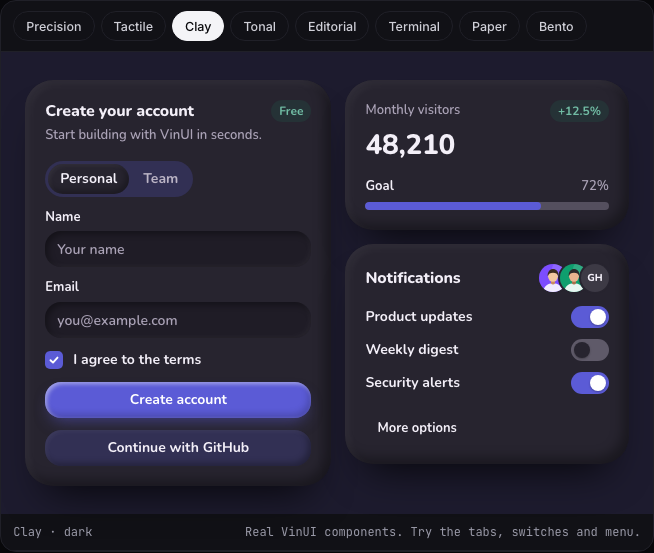 Precision Tactile Clay Tonal Editorial Terminal Paper Bento
Create your account Free
Start building with VinUI in seconds.
Personal Team
Name
Your name
Email
you@example.com
I agree to the terms
Create account
Continue with GitHub
Monthly visitors +12.5%
48,210
Goal 72%
Notifications GH
Product updates
Weekly digest
Security alerts
More options
Clay · dark Real VinUI components. Try the tabs, switches and menu.